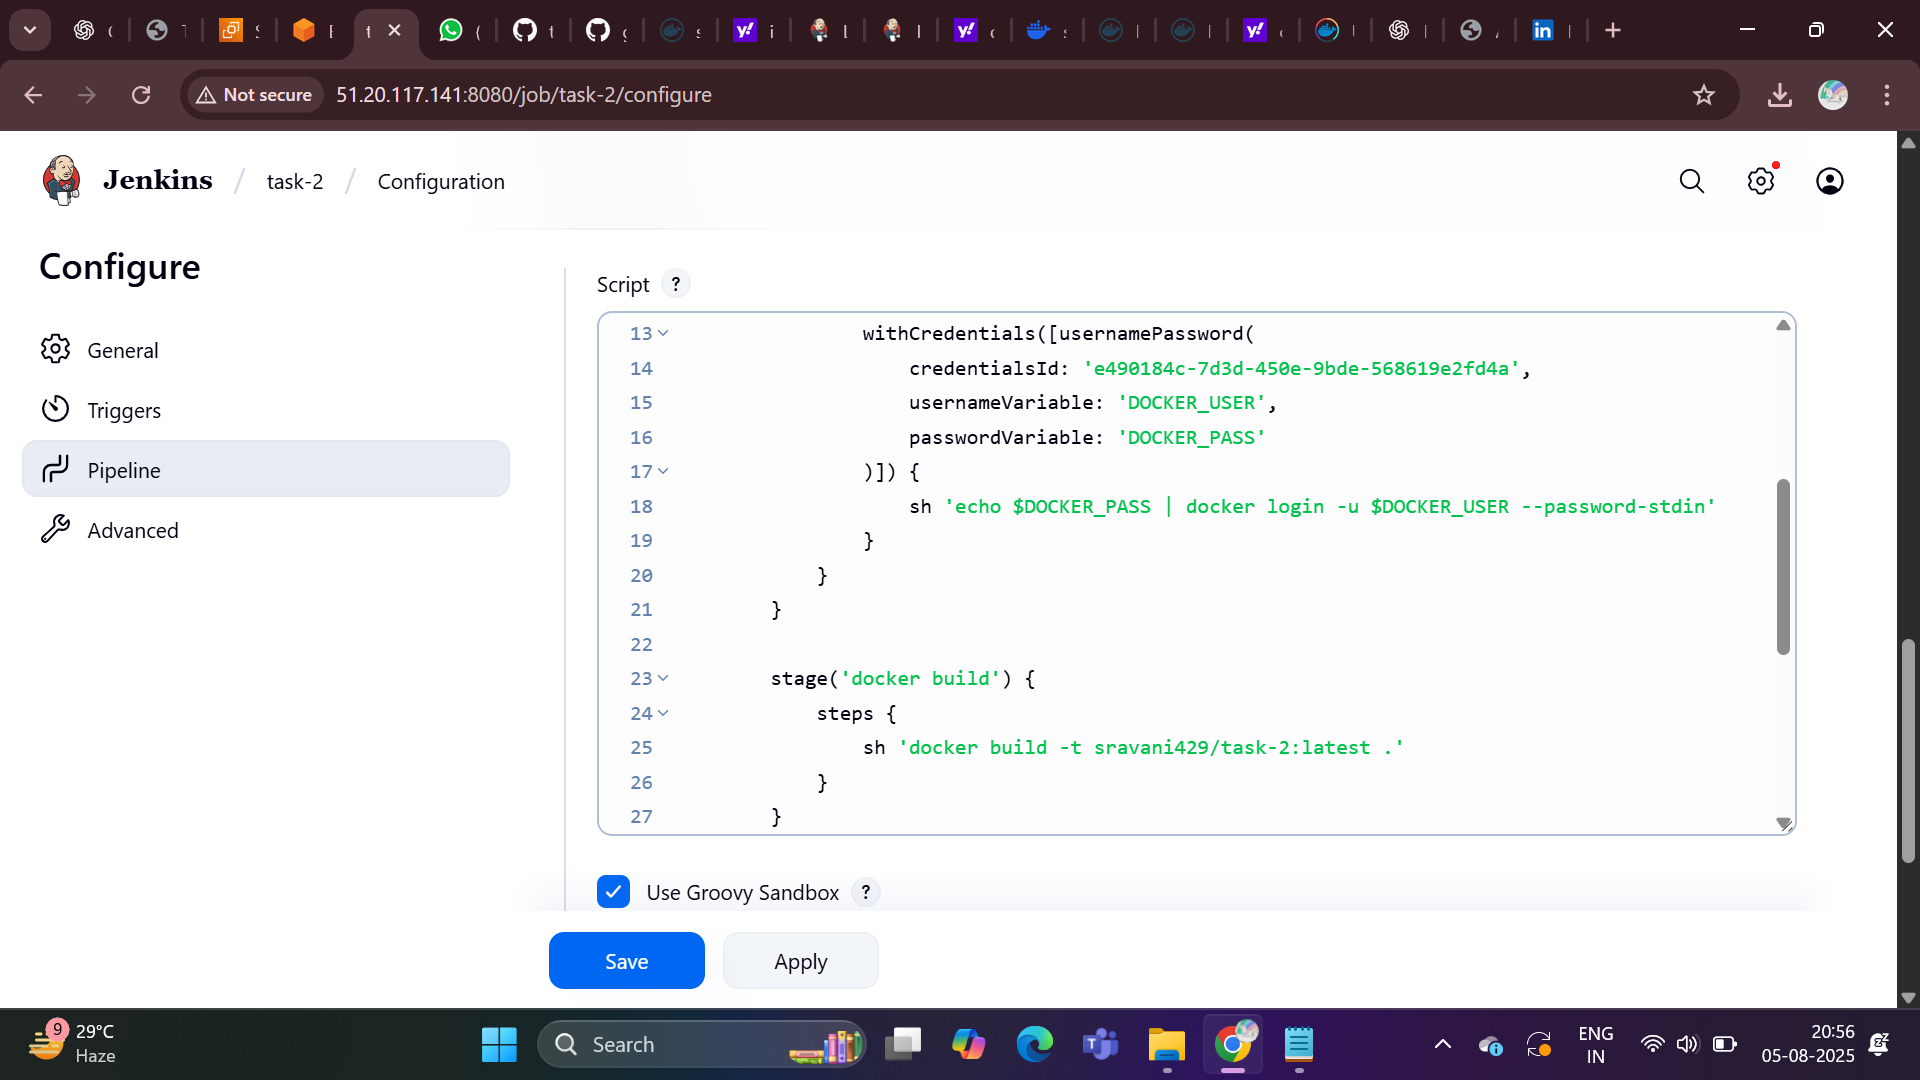 Not secure
51.20.117.141:8080/job/task-2/configure
Jenkins / task-2 / Configuration
Configure
General
Triggers
Pipeline
Advanced
Script ?
13 withCredentials([usernamePassword(
14 credentialsId: 'e490184c-7d3d-450e-9bde-568619e2fd4a',
15 usernameVariable: 'DOCKER_USER',
16 passwordVariable: 'DOCKER_PASS'
17 )]) {
18 sh 'echo $DOCKER_PASS | docker login -u $DOCKER_USER --password-stdin'
19 }
20 }
21 }
22
23 stage('docker build') {
24 steps {
25 sh 'docker build -t sravani429/task-2:latest .'
26 }
27 }
Use Groovy Sandbox ?
Save
Apply
9
29°C
Haze
Search
ENG
IN
20:56
05-08-2025